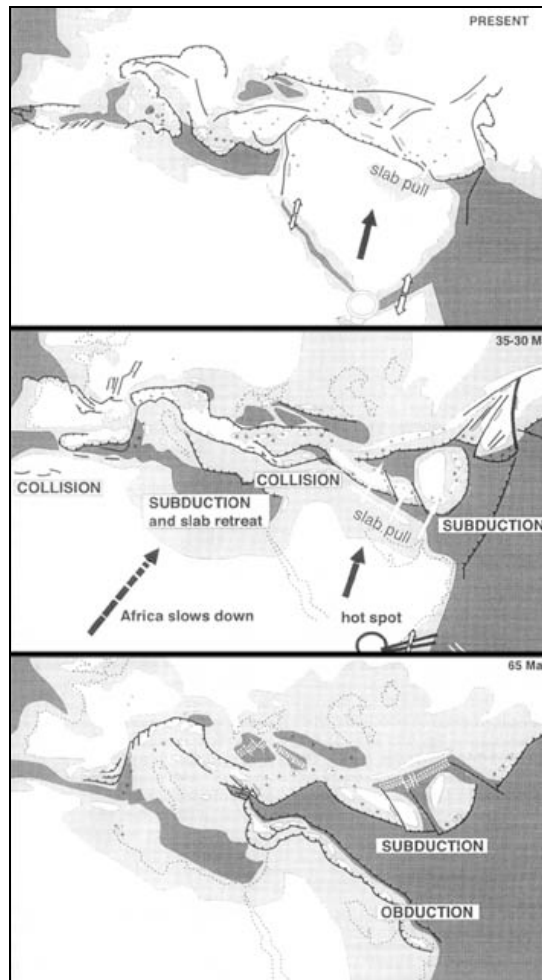 PRESENT
slab pull
35-30 M
COLLISION
COLLISION
SUBDUCTION
and slab retreat
slab pull
SUBDUCTION
Africa slows down
hot spot
65 Ma
SUBDUCTION
OBDUCTION